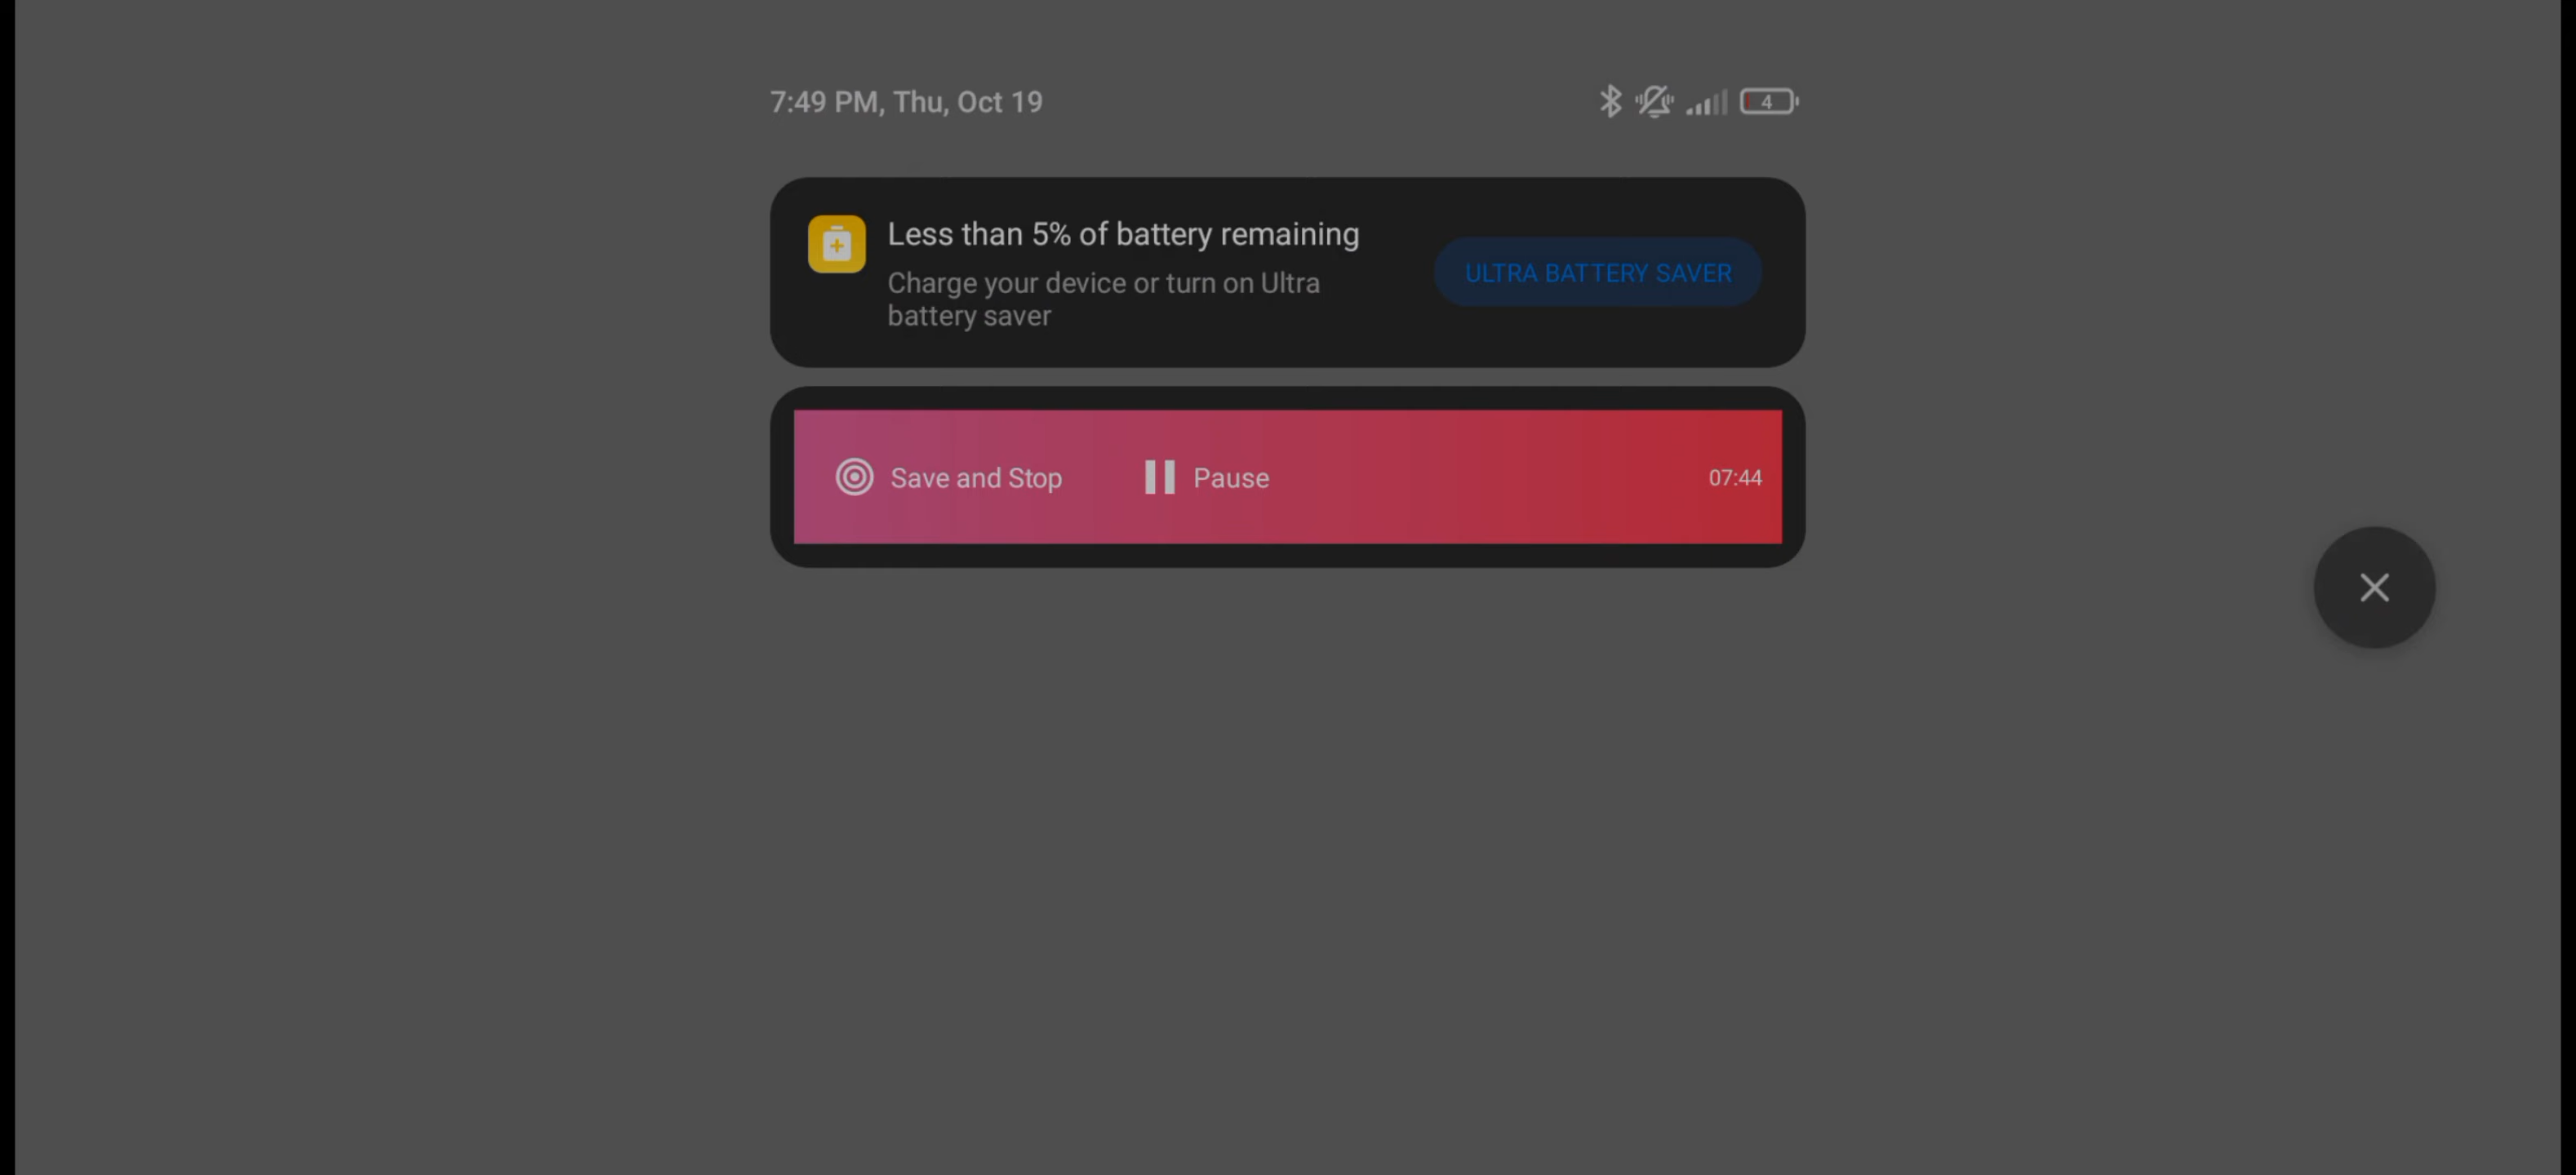 7:49 PM, Thu, Oct 19
4
Less than 5% of battery remaining
Charge your device or turn on Ultra
battery saver
ULTRA BATTERY SAVER
Save and Stop
Pause
07:44